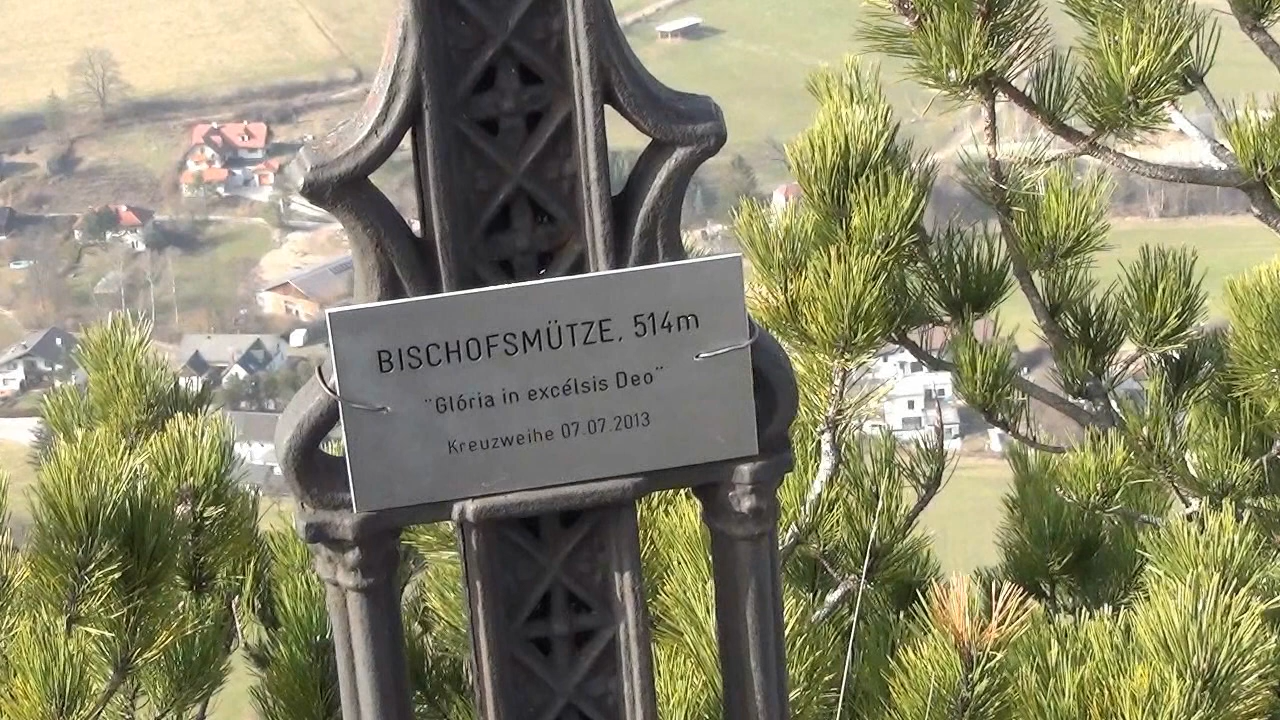 BISCHOFSMÜTZE, 514m
¨Glória in excélsis Deo¨
Kreuzweihe 07.07.2013